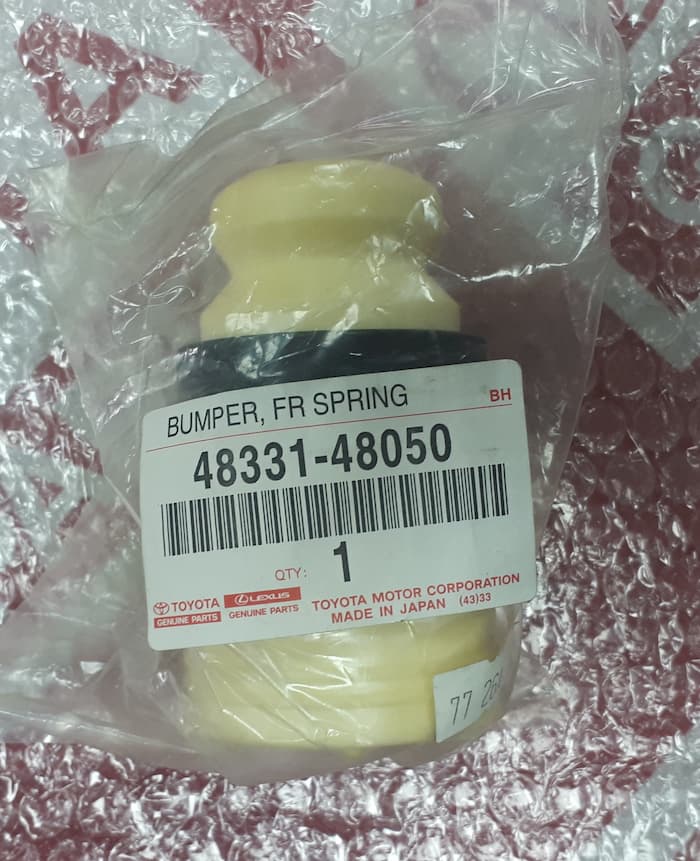 BUMPER, FR SPRING
BH
48331-48050
QTY: 1
TOYOTA
GENUINE PARTS
LEXUS
GENUINE PARTS
TOYOTA MOTOR CORPORATION
MADE IN JAPAN (43)33
77